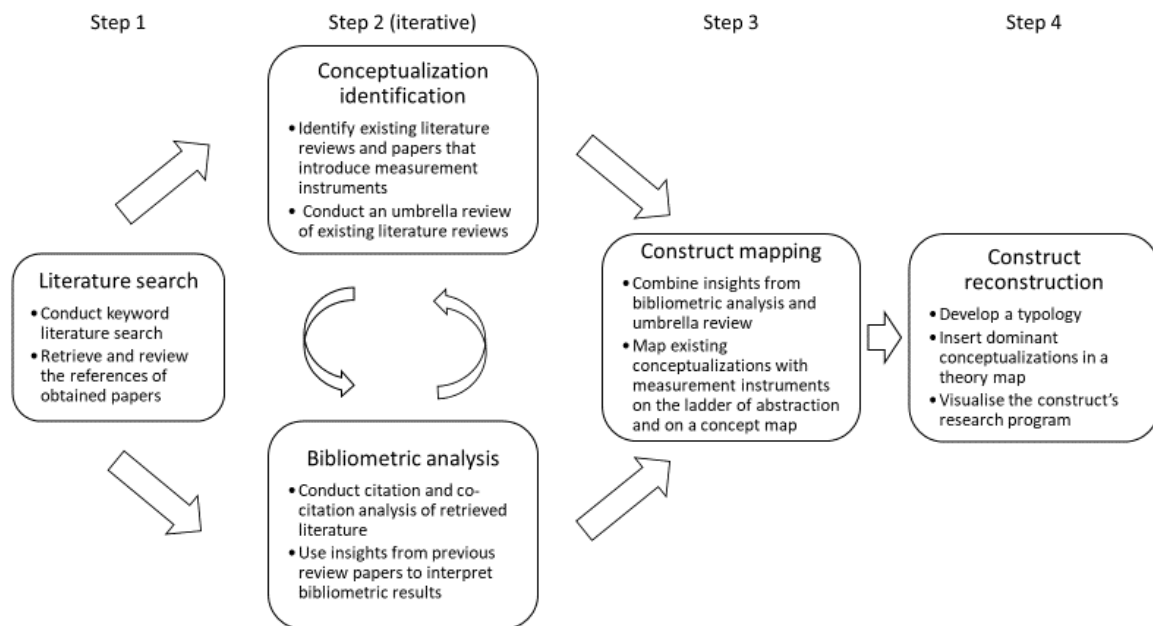 Step 1
Step 2 (iterative)
Step 3
Step 4
Conceptualization
identification
• Identify existing literature
reviews and papers that
introduce measurement
instruments
• Conduct an umbrella review
of existing literature reviews
Literature search
• Conduct keyword
literature search
• Retrieve and review
the references of
obtained papers
Bibliometric analysis
• Conduct citation and co-
citation analysis of retrieved
literature
• Use insights from previous
review papers to interpret
bibliometric results
Construct mapping
• Combine insights from
bibliometric analysis and
umbrella review
• Map existing
conceptualizations with
measurement instruments
on the ladder of abstraction
and on a concept map
Construct
reconstruction
• Develop a typology
• Insert dominant
conceptualizations in a
theory map
• Visualise the construct's
research program